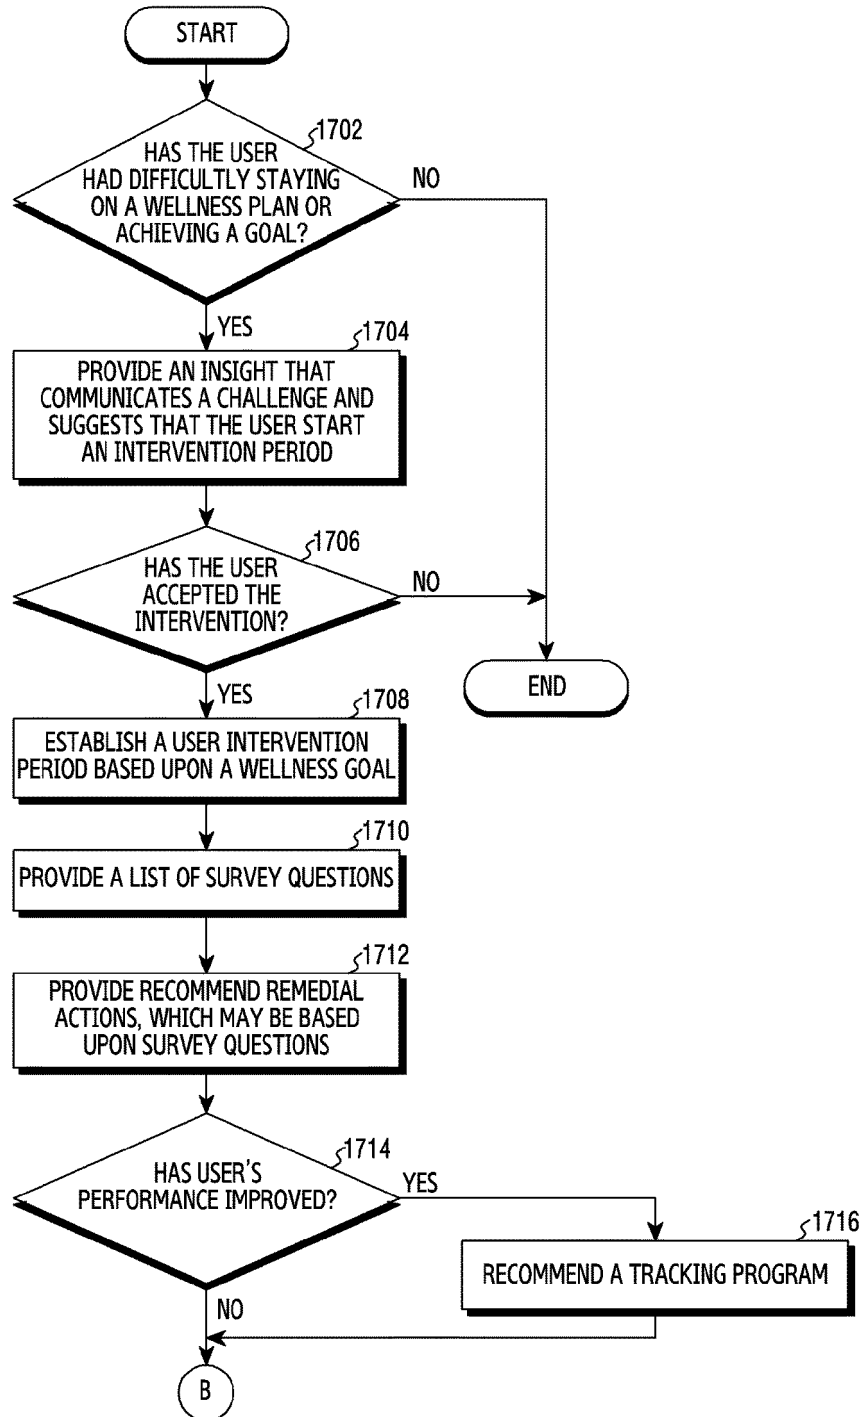 START
1702
HAS THE USER
HAD DIFFICULTLY STAYING
ON A WELLNESS PLAN OR
ACHIEVING A GOAL?
NO
YES
1704
PROVIDE AN INSIGHT THAT
COMMUNICATES A CHALLENGE AND
SUGGESTS THAT THE USER START
AN INTERVENTION PERIOD
1706
HAS THE USER
ACCEPTED THE
INTERVENTION?
NO
END
YES
1708
ESTABLISH A USER INTERVENTION
PERIOD BASED UPON A WELLNESS GOAL
1710
PROVIDE A LIST OF SURVEY QUESTIONS
1712
PROVIDE RECOMMEND REMEDIAL
ACTIONS, WHICH MAY BE BASED
UPON SURVEY QUESTIONS
1714
HAS USER'S
PERFORMANCE IMPROVED?
YES
1716
RECOMMEND A TRACKING PROGRAM
NO
B